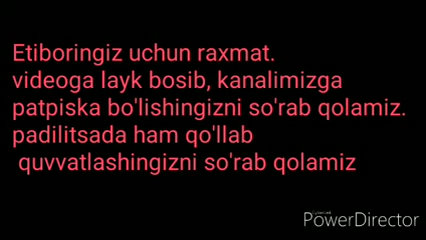 Etiboringiz uchun raxmat.
videoga layk bosib, kanalimizga
patpiska bo'lishingizni so'rab qolamiz.
padilitsada ham qo'llab
quvvatlashingizni so'rab qolamiz
PowerDirector